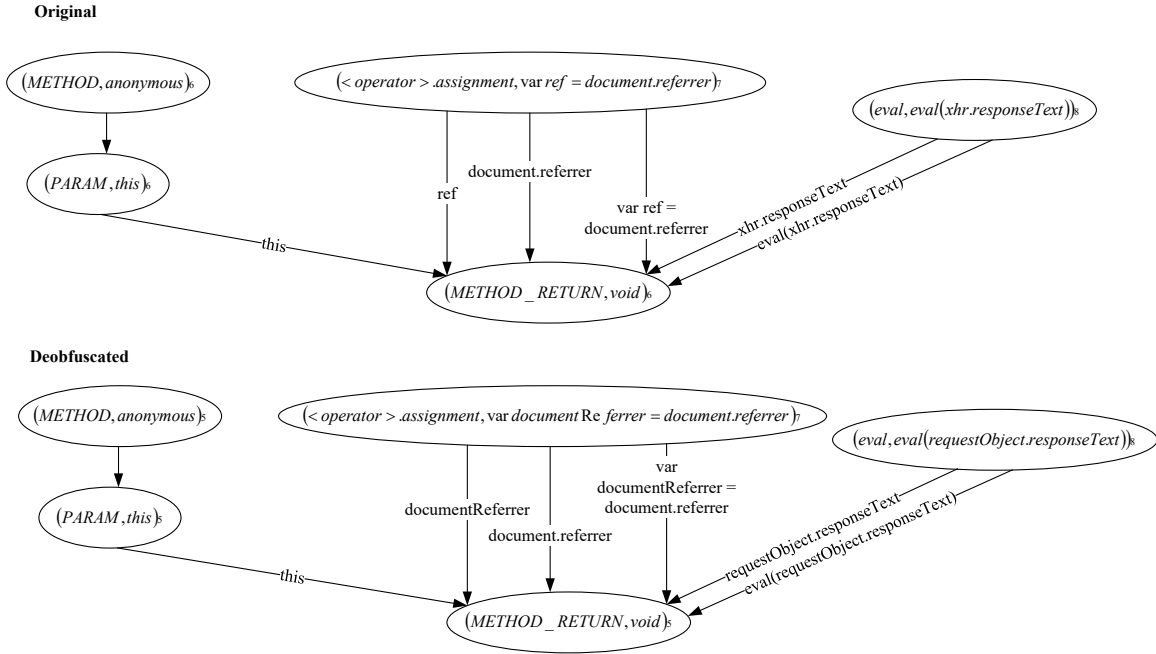 Original
(METHOD, anonymous)6
(<operator>.assignment, var ref = document.referrer)7
(eval, eval(xhr.responseText))8
(PARAM, this)6
ref
document.referrer
var ref =
document.referrer
xhr.responseText
eval(xhr.responseText)
this
(METHOD_RETURN, void)6
Deobfuscated
(METHOD, anonymous)5
(<operator>.assignment, var document Re ferrer = document.referrer)7
(eval, eval(requestObject.responseText))8
(PARAM, this)5
documentReferrer
document.referrer
var
documentReferrer =
document.referrer
requestObject.responseText
eval(requestObject.responseText)
this
(METHOD_RETURN, void)5